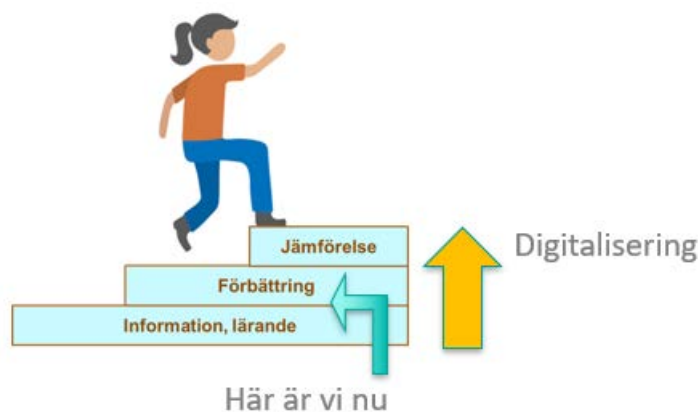 Jämförelse
Digitalisering
Förbättring
Information, lärande
Här är vi nu